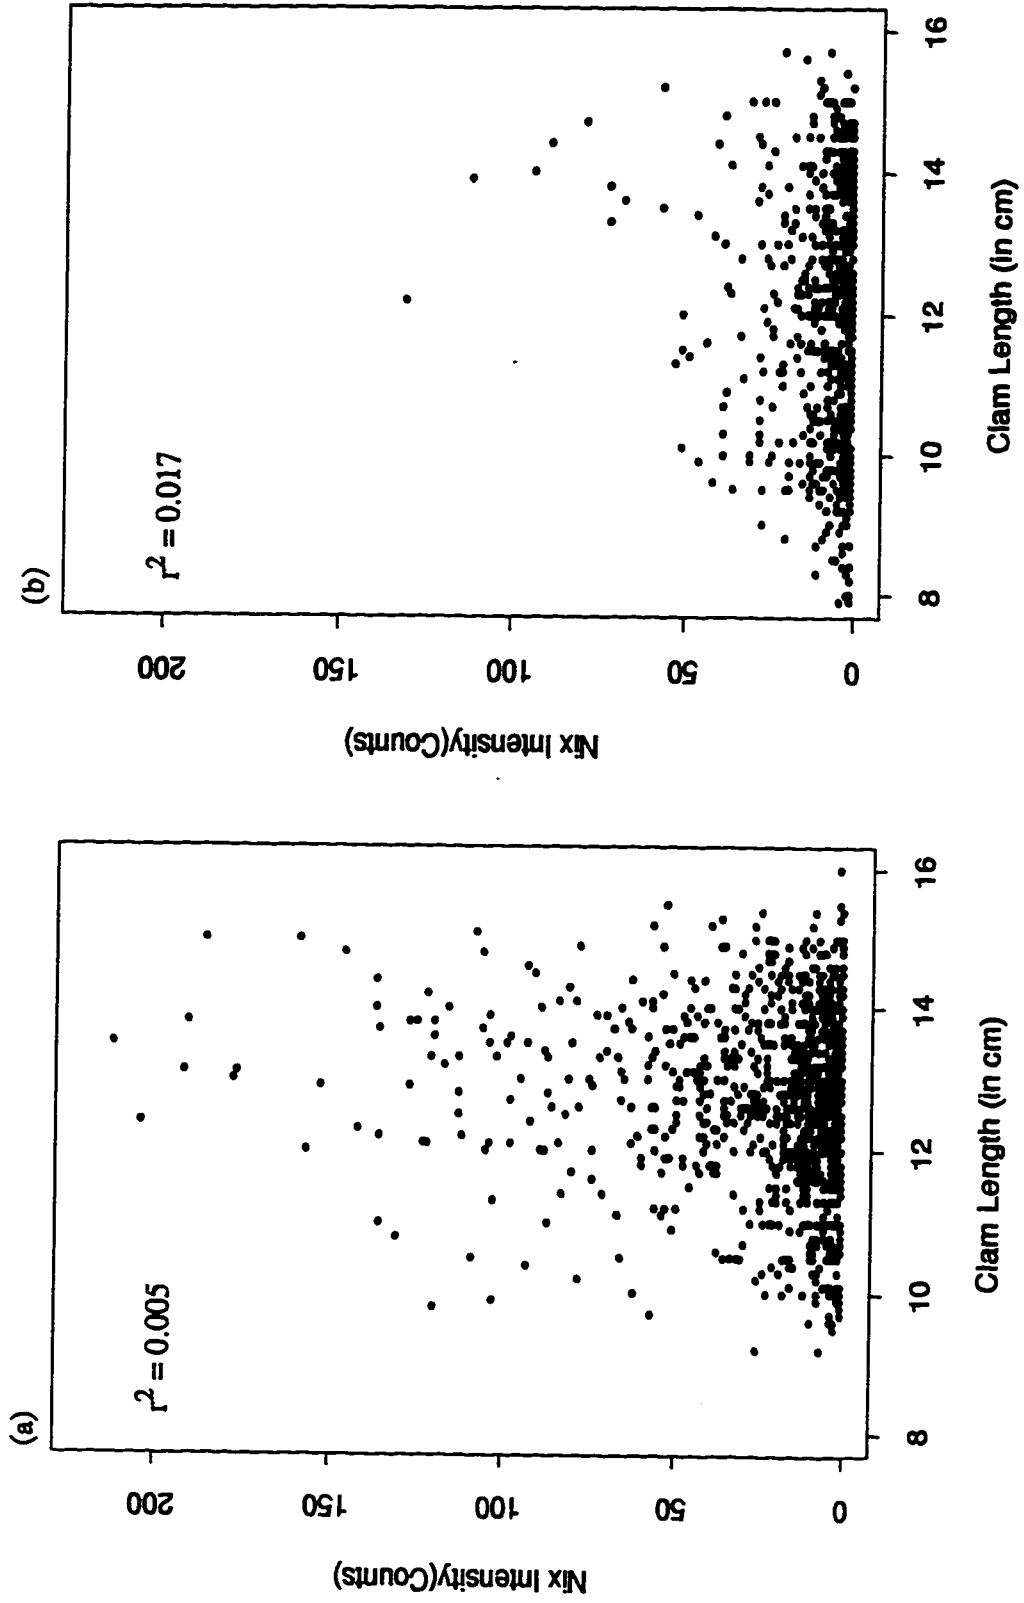 (a)
r² = 0.005
Nix Intensity(Counts)
200
150
100
50
0
8
10
12
14
16
Clam Length (in cm)
(b)
r² = 0.017
Nix Intensity(Counts)
200
150
100
50
0
8
10
12
14
16
Clam Length (in cm)